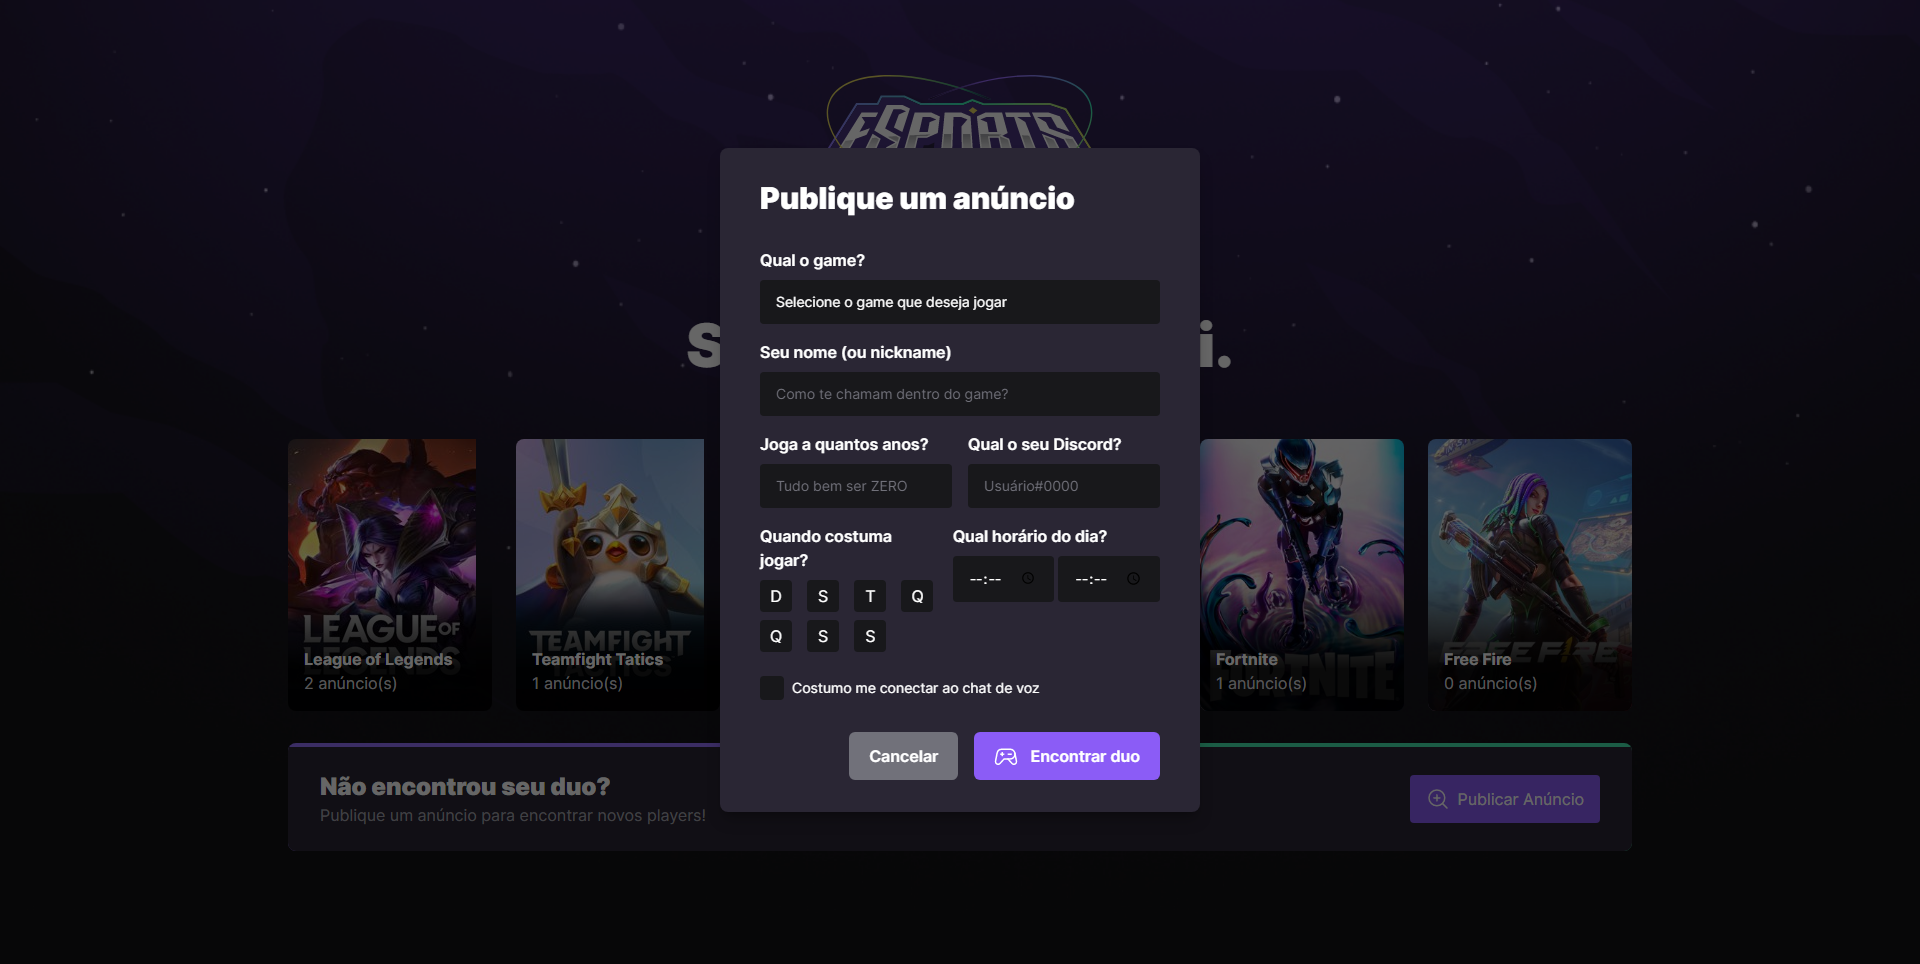 ESPORTS
Publique um anúncio
Qual o game?
Selecione o game que deseja jogar
Seu nome (ou nickname)
Como te chamam dentro do game?
Joga a quantos anos? Qual o seu Discord?
Tudo bem ser ZERO Usuário#0000
Quando costuma jogar? Qual horário do dia?
--:-- --:--
D S T Q
Q S S
Costumo me conectar ao chat de voz
Cancelar Encontrar duo
S i.
LEAGUE OF
LEGENDS
League of Legends
2 anúncio(s)
TEAMFIGHT
TACTICS
Teamfight Tatics
1 anúncio(s)
FORTNITE
Fortnite
1 anúncio(s)
FREE FIRE
Free Fire
0 anúncio(s)
Não encontrou seu duo?
Publique um anúncio para encontrar novos players!
Publicar Anúncio